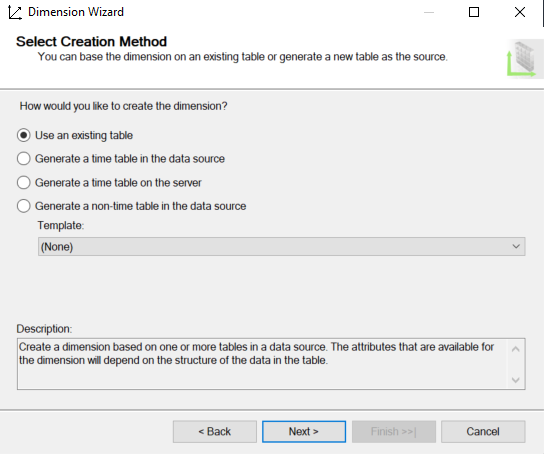 Dimension Wizard
Select Creation Method
You can base the dimension on an existing table or generate a new table as the source.
How would you like to create the dimension?
Use an existing table
Generate a time table in the data source
Generate a time table on the server
Generate a non-time table in the data source
Template:
(None)
Description:
Create a dimension based on one or more tables in a data source. The attributes that are available for
the dimension will depend on the structure of the data in the table.
< Back
Next >
Finish >>|
Cancel